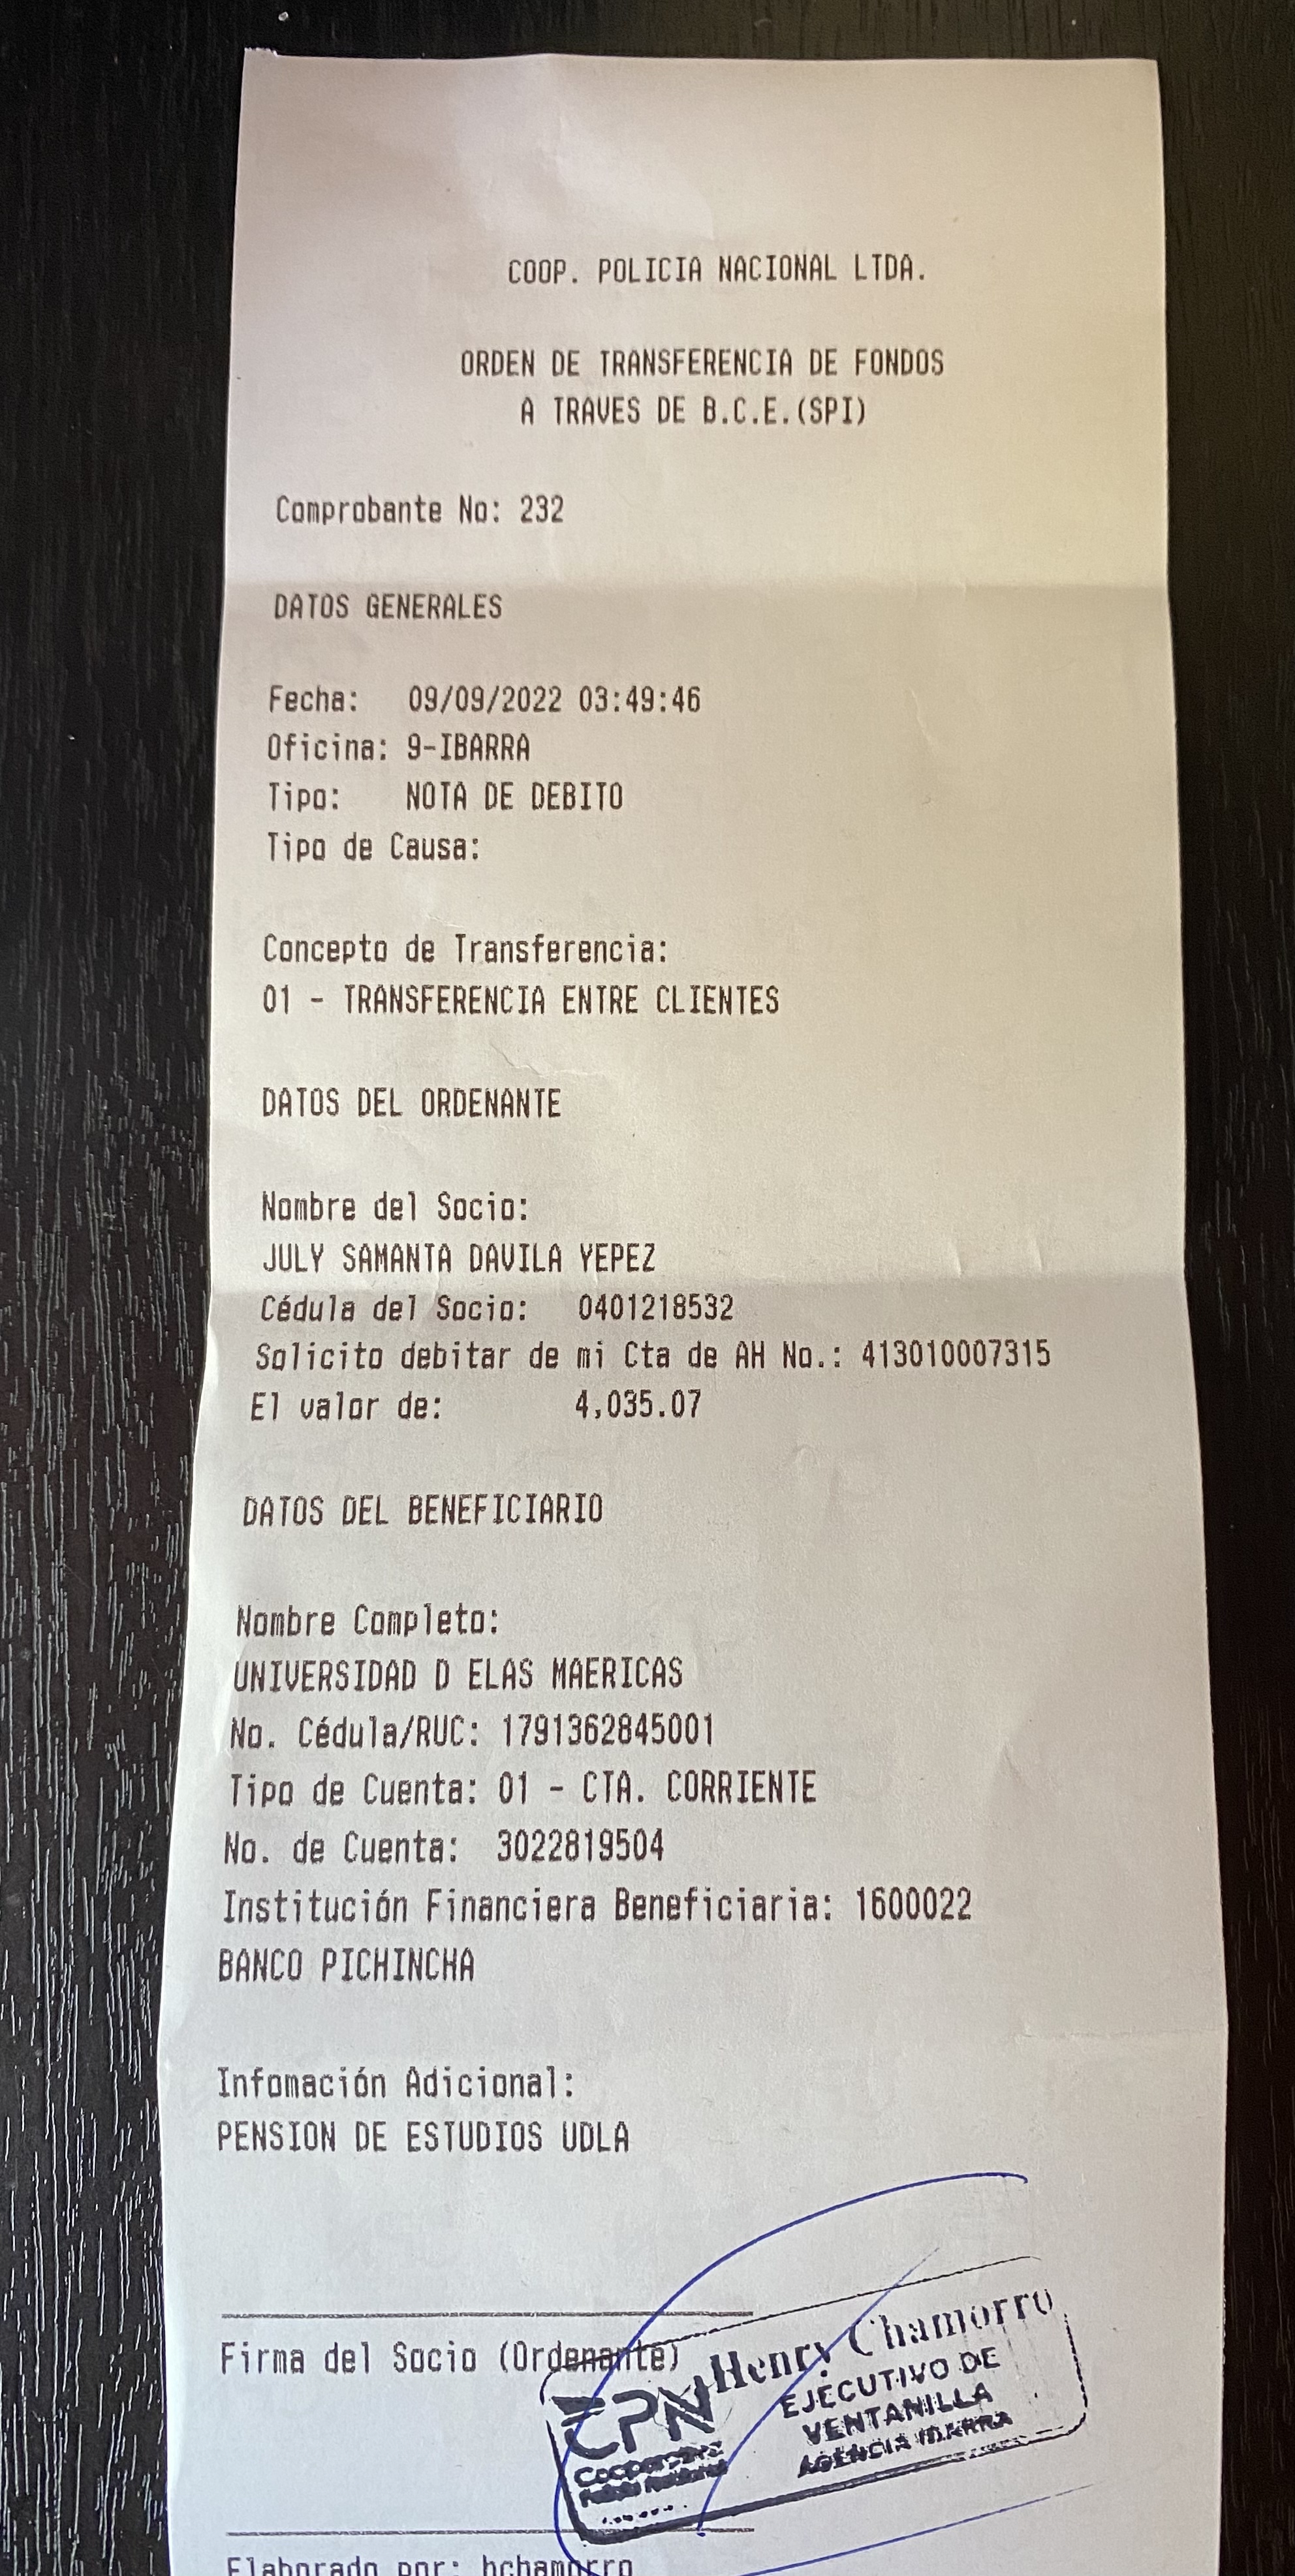 COOP. POLICIA NACIONAL LTDA.
ORDEN DE TRANSFERENCIA DE FONDOS
A TRAVES DE B.C.E.(SPI)
Comprobante No: 232
DATOS GENERALES
Fecha: 09/09/2022 03:49:46
Oficina: 9-IBARRA
Tipo: NOTA DE DEBITO
Tipo de Causa:
Concepto de Transferencia:
01 - TRANSFERENCIA ENTRE CLIENTES
DATOS DEL ORDENANTE
Nombre del Socio:
JULY SAMANTA DAVILA YEPEZ
Cédula del Socio: 0401218532
Solicito debitar de mi Cta de AH No.: 413010007315
El valor de: 4,035.07
DATOS DEL BENEFICIARIO
Nombre Completo:
UNIVERSIDAD D ELAS MAERICAS
No. Cédula/RUC: 1791362845001
Tipo de Cuenta: 01 - CTA. CORRIENTE
No. de Cuenta: 3022819504
Institución Financiera Beneficiaria: 1600022
BANCO PICHINCHA
Infomación Adicional:
PENSION DE ESTUDIOS UDLA
Firma del Socio (Ordenante)
Henry Chamorro
EJECUTIVO DE
VENTANILLA
AGENCIA IBARRA
CPN
Cooperativa
Policía Nacional
Elaborado por: hchamorro